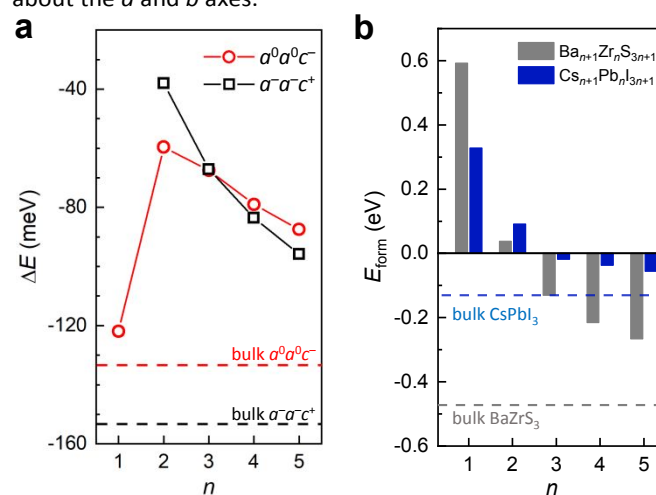 about the a and b axes.
a
b
a⁰a⁰c⁻
a⁻a⁻c⁺
-40
-80
-120
-160
ΔE (meV)
bulk a⁰a⁰c⁻
bulk a⁻a⁻c⁺
1 2 3 4 5
n
Baₙ₊₁ZrₙS₃ₙ₊₁
Csₙ₊₁PbₙI₃ₙ₊₁
0.6
0.4
0.2
0.0
-0.2
-0.4
-0.6
E_form (eV)
bulk CsPbI₃
bulk BaZrS₃
1 2 3 4 5
n